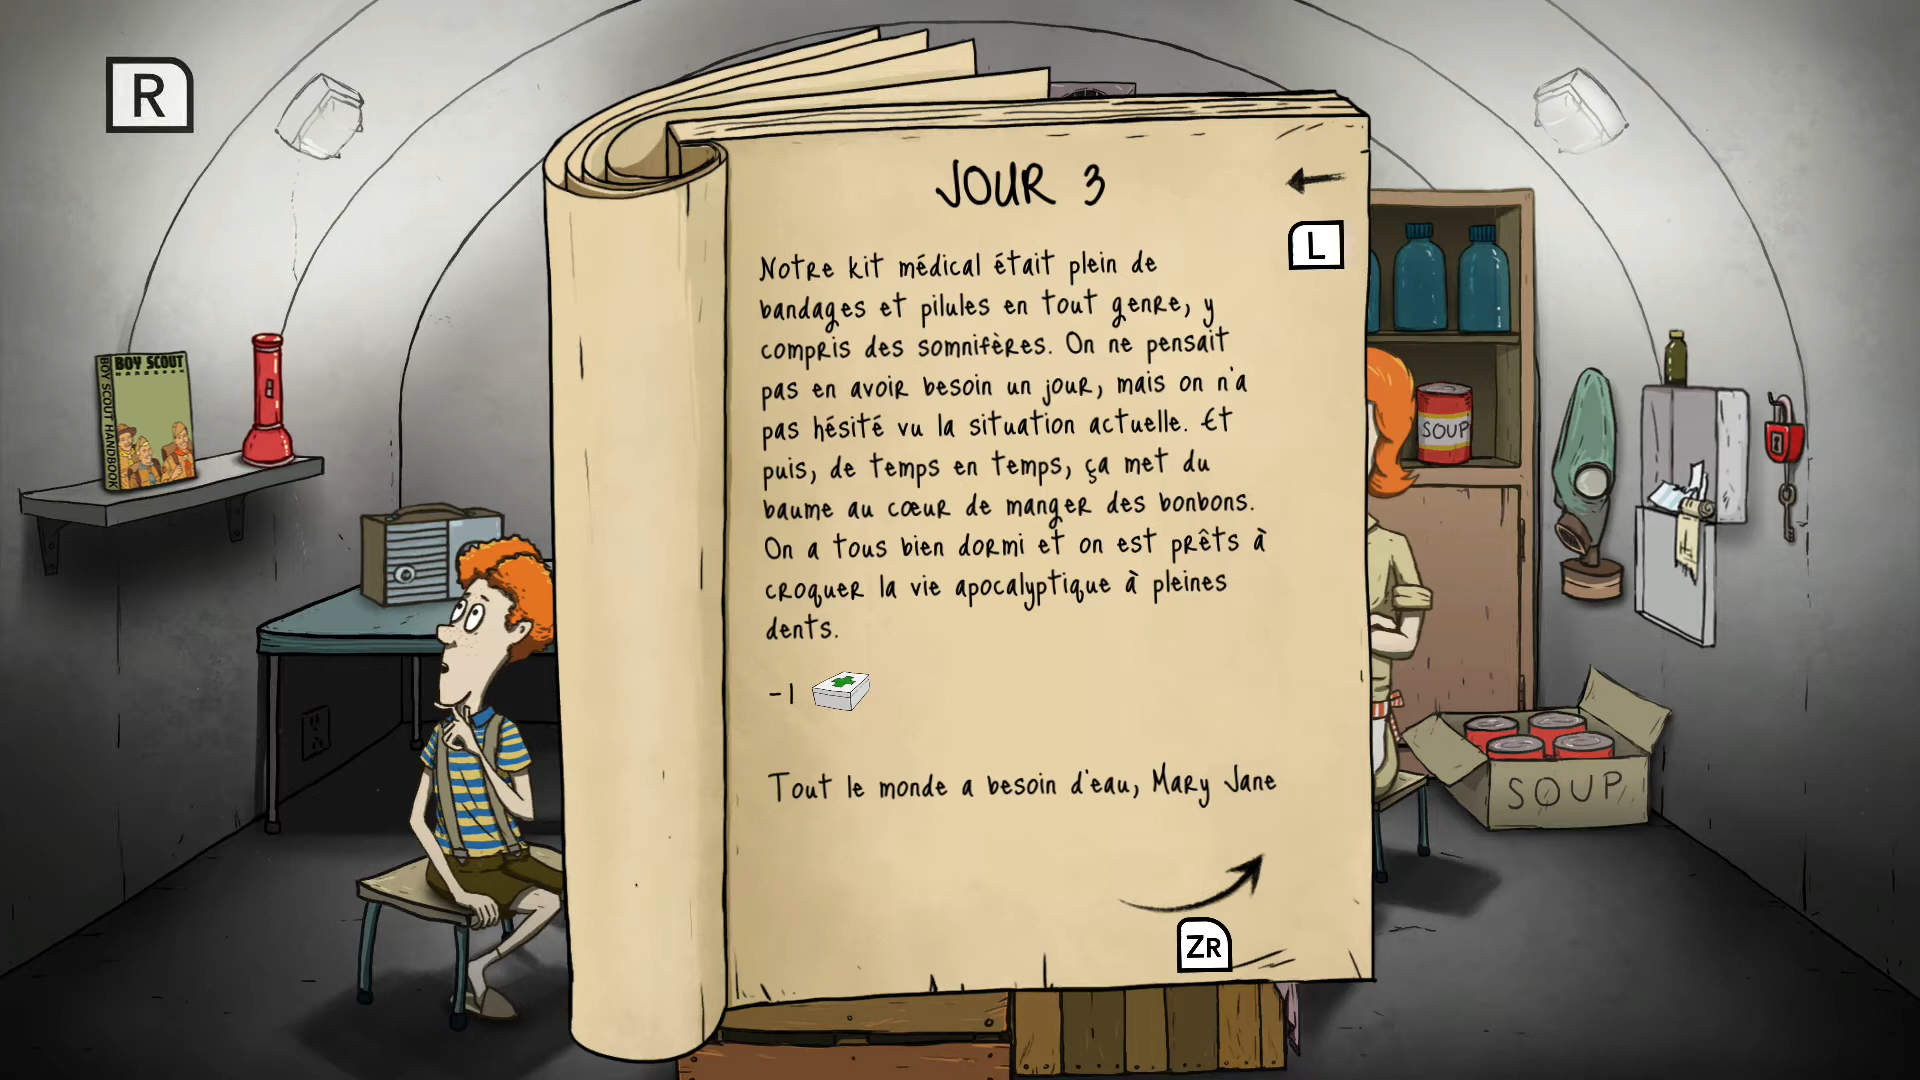 R
JOUR 3
L
Notre kit médical était plein de
bandages et pilules en tout genre, y
compris des somnifères. On ne pensait
pas en avoir besoin un jour, mais on n'a
pas hésité vu la situation actuelle. Et
puis, de temps en temps, ça met du
baume au cœur de manger des bonbons.
On a tous bien dormi et on est prêts à
croquer la vie apocalyptique à pleines
dents.
-1
Tout le monde a besoin d'eau, Mary Jane
ZR
BOY SCOUT
HANDBOOK
BOY SCOUT HANDBOOK
SOUP
SOUP